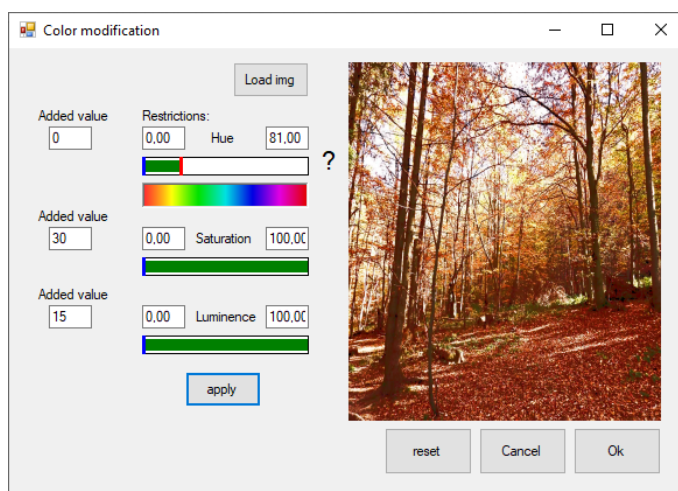 Color modification
Load img
Added value
Restrictions:
0
0,00
Hue
81,00
?
Added value
30
0,00
Saturation
100,00
Added value
15
0,00
Luminence
100,00
apply
reset
Cancel
Ok